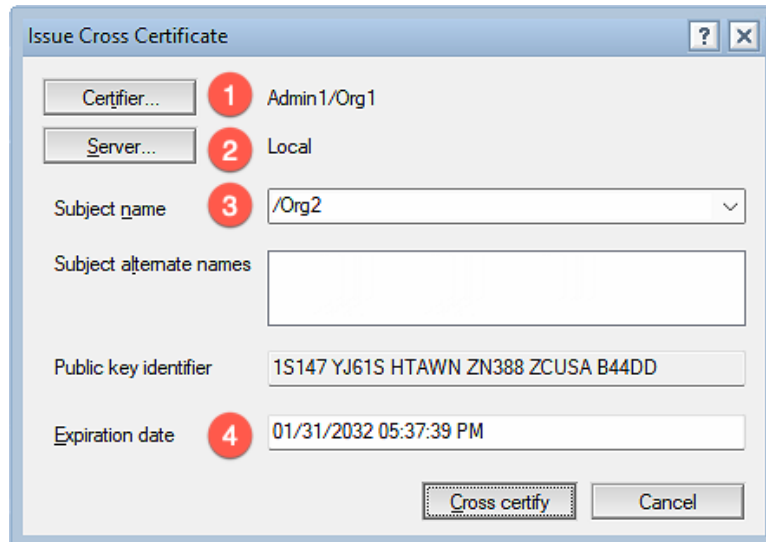 Issue Cross Certificate ? X
Certifier... 1 Admin1/Org1
Server... 2 Local
Subject name 3 /Org2
Subject alternate names
Public key identifier 1S147 YJ61S HTAWN ZN388 ZCUSA B44DD
Expiration date 4 01/31/2032 05:37:39 PM
Cross certify Cancel